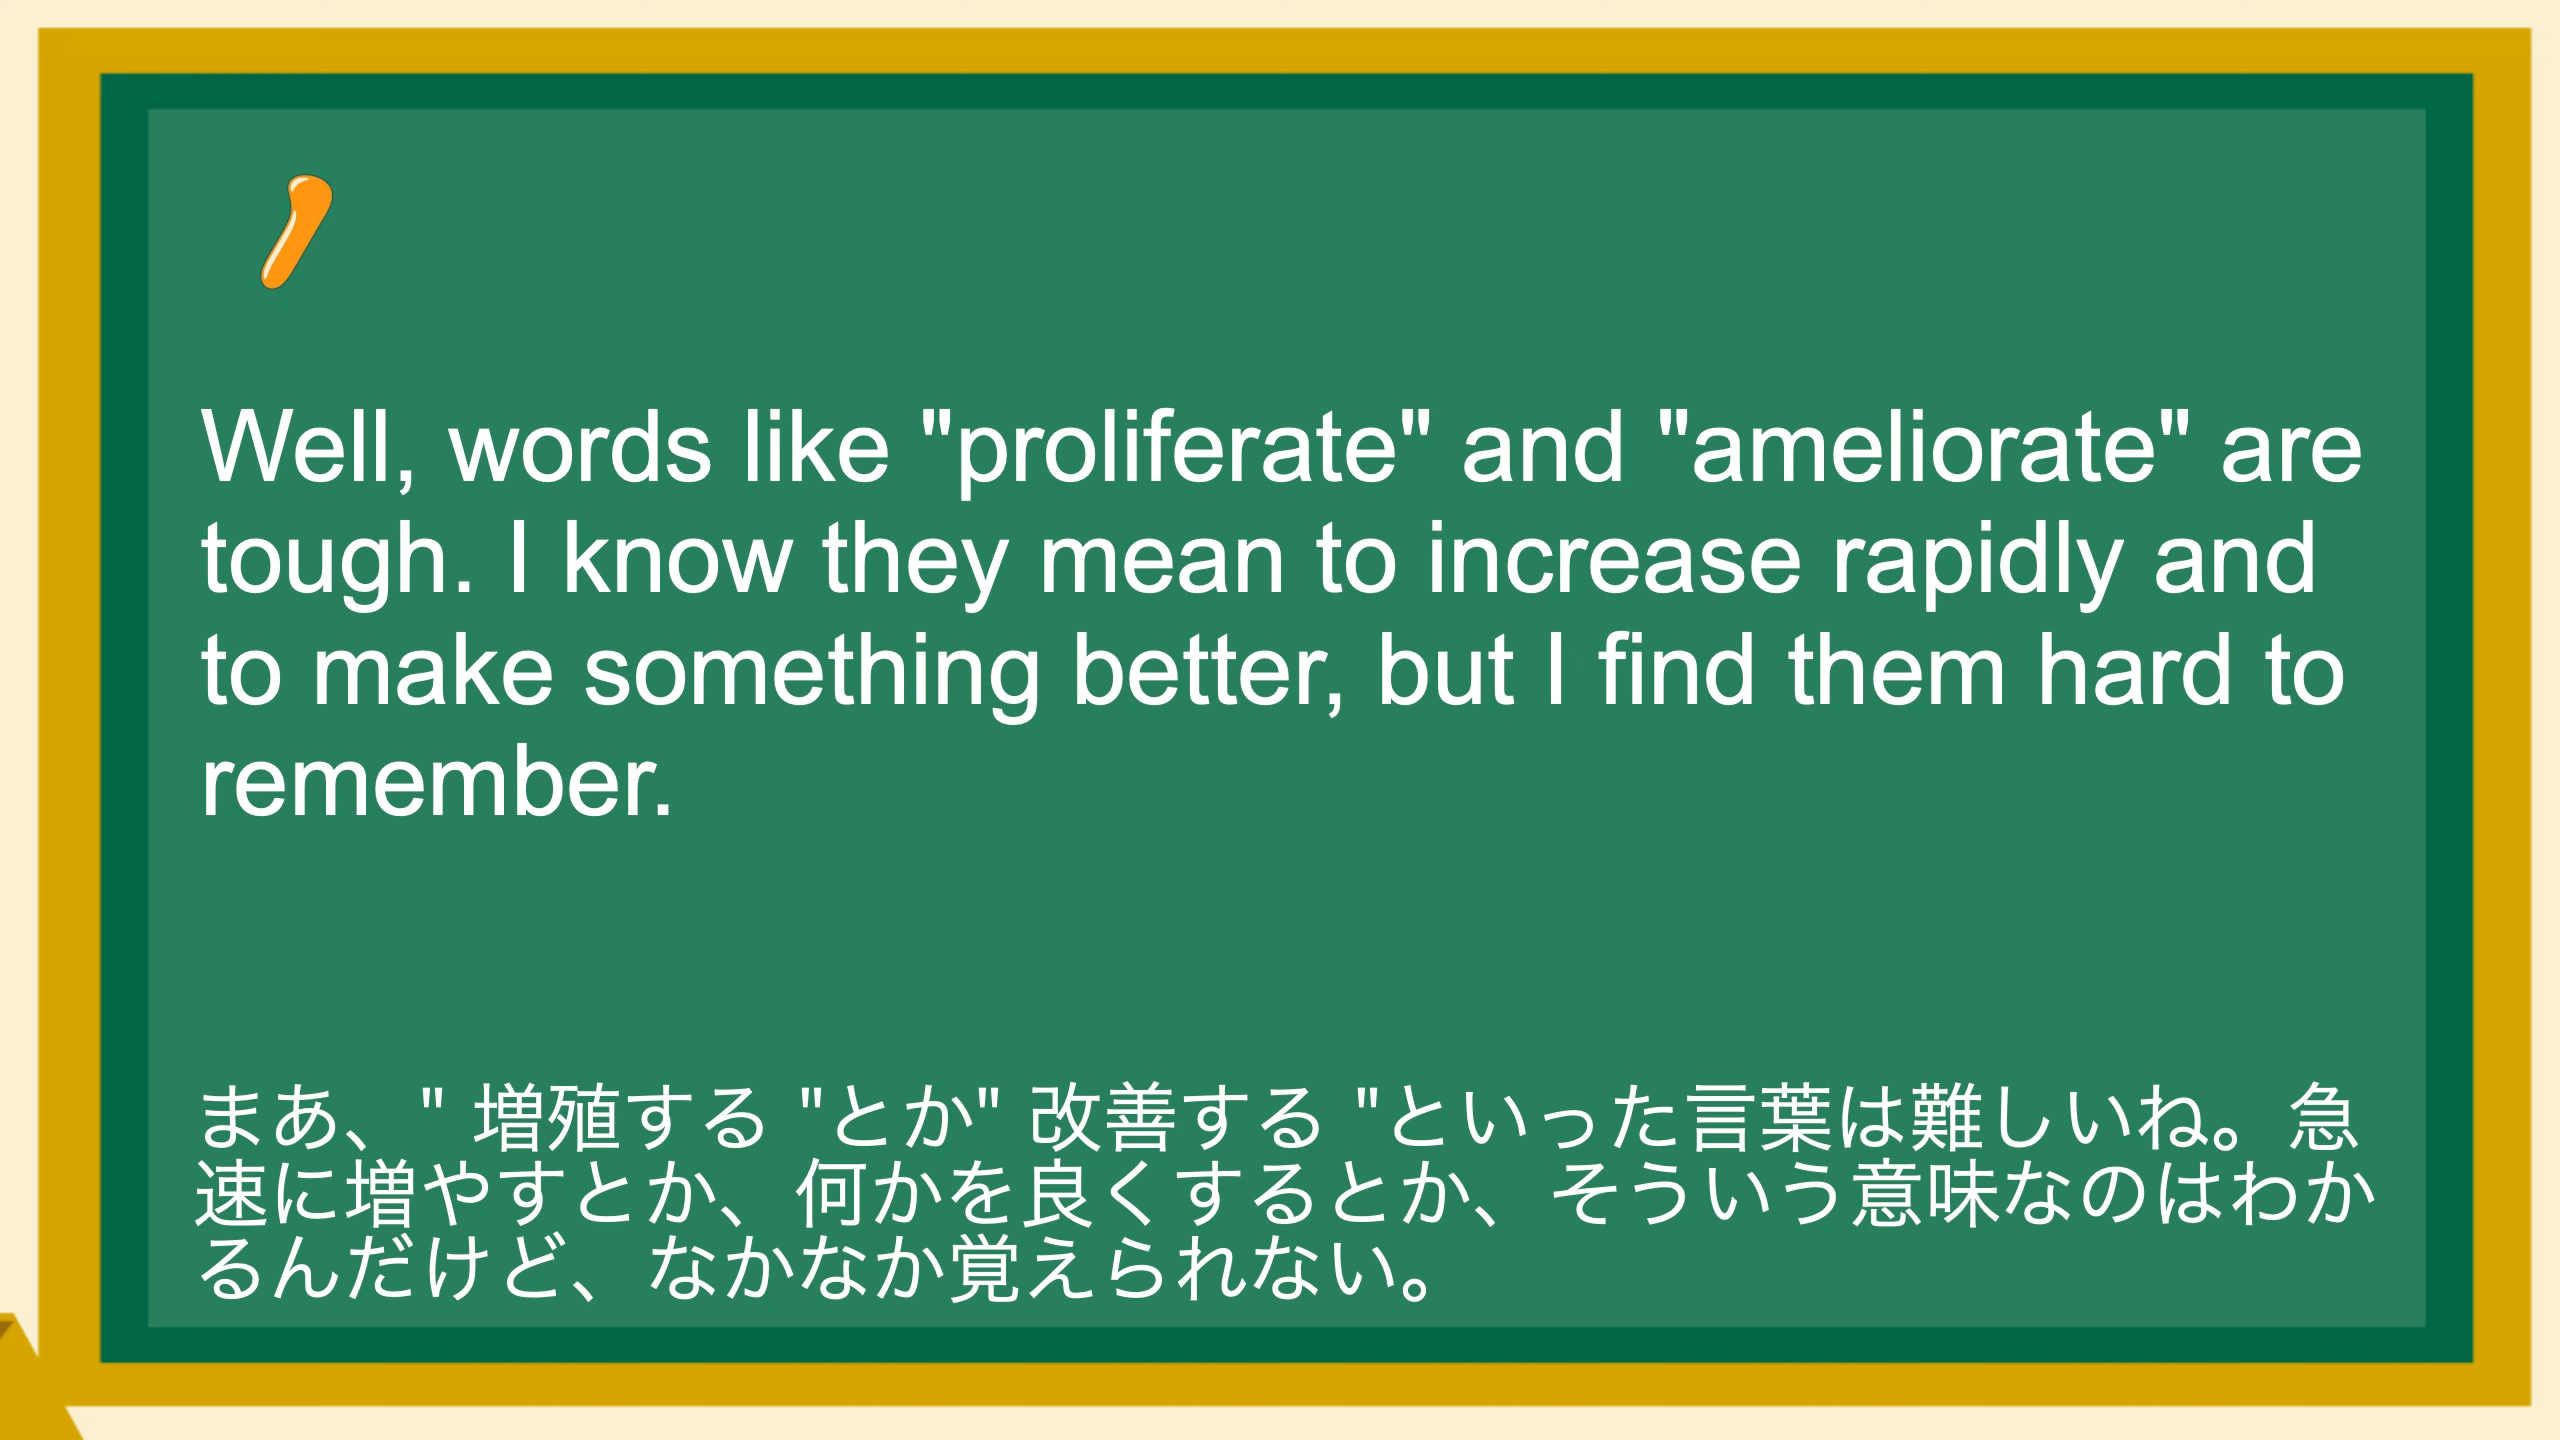 Well, words like "proliferate" and "ameliorate" are
tough. I know they mean to increase rapidly and
to make something better, but I find them hard to
remember.
まあ、" 増殖する "とか" 改善する "といった言葉は難しいね。急
速に増やすとか、何かを良くするとか、そういう意味なのはわか
るんだけど、なかなか覚えられない。